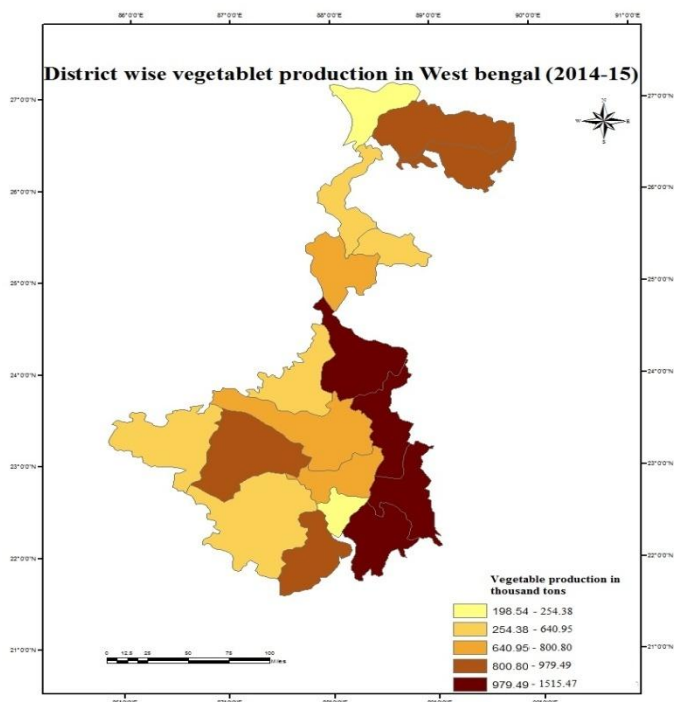 86°0'0"E 87°0'0"E 88°0'0"E 89°0'0"E 90°0'0"E 91°0'0"E
District wise vegetablet production in West bengal (2014-15)
27°0'0"N 27°0'0"N
N
W E
S
26°0'0"N 26°0'0"N
25°0'0"N 25°0'0"N
24°0'0"N 24°0'0"N
23°0'0"N 23°0'0"N
22°0'0"N 22°0'0"N
Vegetable production in
thousand tons
198.54 - 254.38
254.38 - 640.95
640.95 - 800.80
800.80 - 979.49
979.49 - 1515.47
21°0'0"N 21°0'0"N
0 12.5 25 50 75 100
Miles